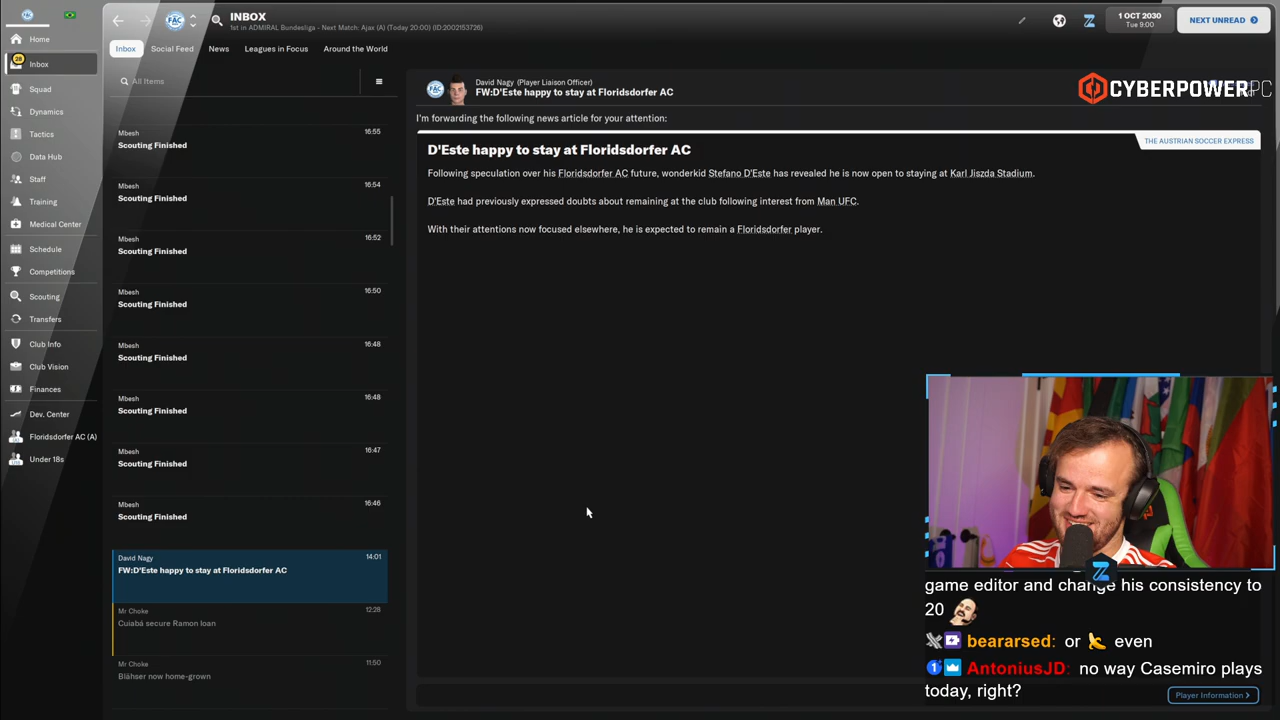 INBOX
1st in ADMIRAL Bundesliga - Next Match: Ajax (A) (Today 20:00) (ID:2002153726)
1 OCT 2030
Tue 9:00
NEXT UNREAD
Home
28
Inbox
Squad
Dynamics
Tactics
Data Hub
Staff
Training
Medical Center
Schedule
Competitions
Scouting
Transfers
Club Info
Club Vision
Finances
Dev. Center
Floridsdorfer AC (A)
Under 18s
Inbox
Social Feed
News
Leagues in Focus
Around the World
All Items
Mbesh
16:55
Scouting Finished
Mbesh
16:54
Scouting Finished
Mbesh
16:52
Scouting Finished
Mbesh
16:50
Scouting Finished
Mbesh
16:48
Scouting Finished
Mbesh
16:48
Scouting Finished
Mbesh
16:47
Scouting Finished
Mbesh
16:46
Scouting Finished
David Nagy
14:01
FW:D'Este happy to stay at Floridsdorfer AC
Mr Choke
12:28
Cuiabá secure Ramon loan
Mr Choke
11:50
Blähser now home-grown
FAC
David Nagy (Player Liaison Officer)
FW:D'Este happy to stay at Floridsdorfer AC
CYBERPOWERPC
I'm forwarding the following news article for your attention:
THE AUSTRIAN SOCCER EXPRESS
D'Este happy to stay at Floridsdorfer AC
Following speculation over his Floridsdorfer AC future, wonderkid Stefano D'Este has revealed he is now open to staying at Karl Jiszda Stadium.
D'Este had previously expressed doubts about remaining at the club following interest from Man UFC.
With their attentions now focused elsewhere, he is expected to remain a Floridsdorfer player.
game editor and change his consistency to
20
beararsed: or even
AntoniusJD: no way Casemiro plays
today, right?
Player Information >